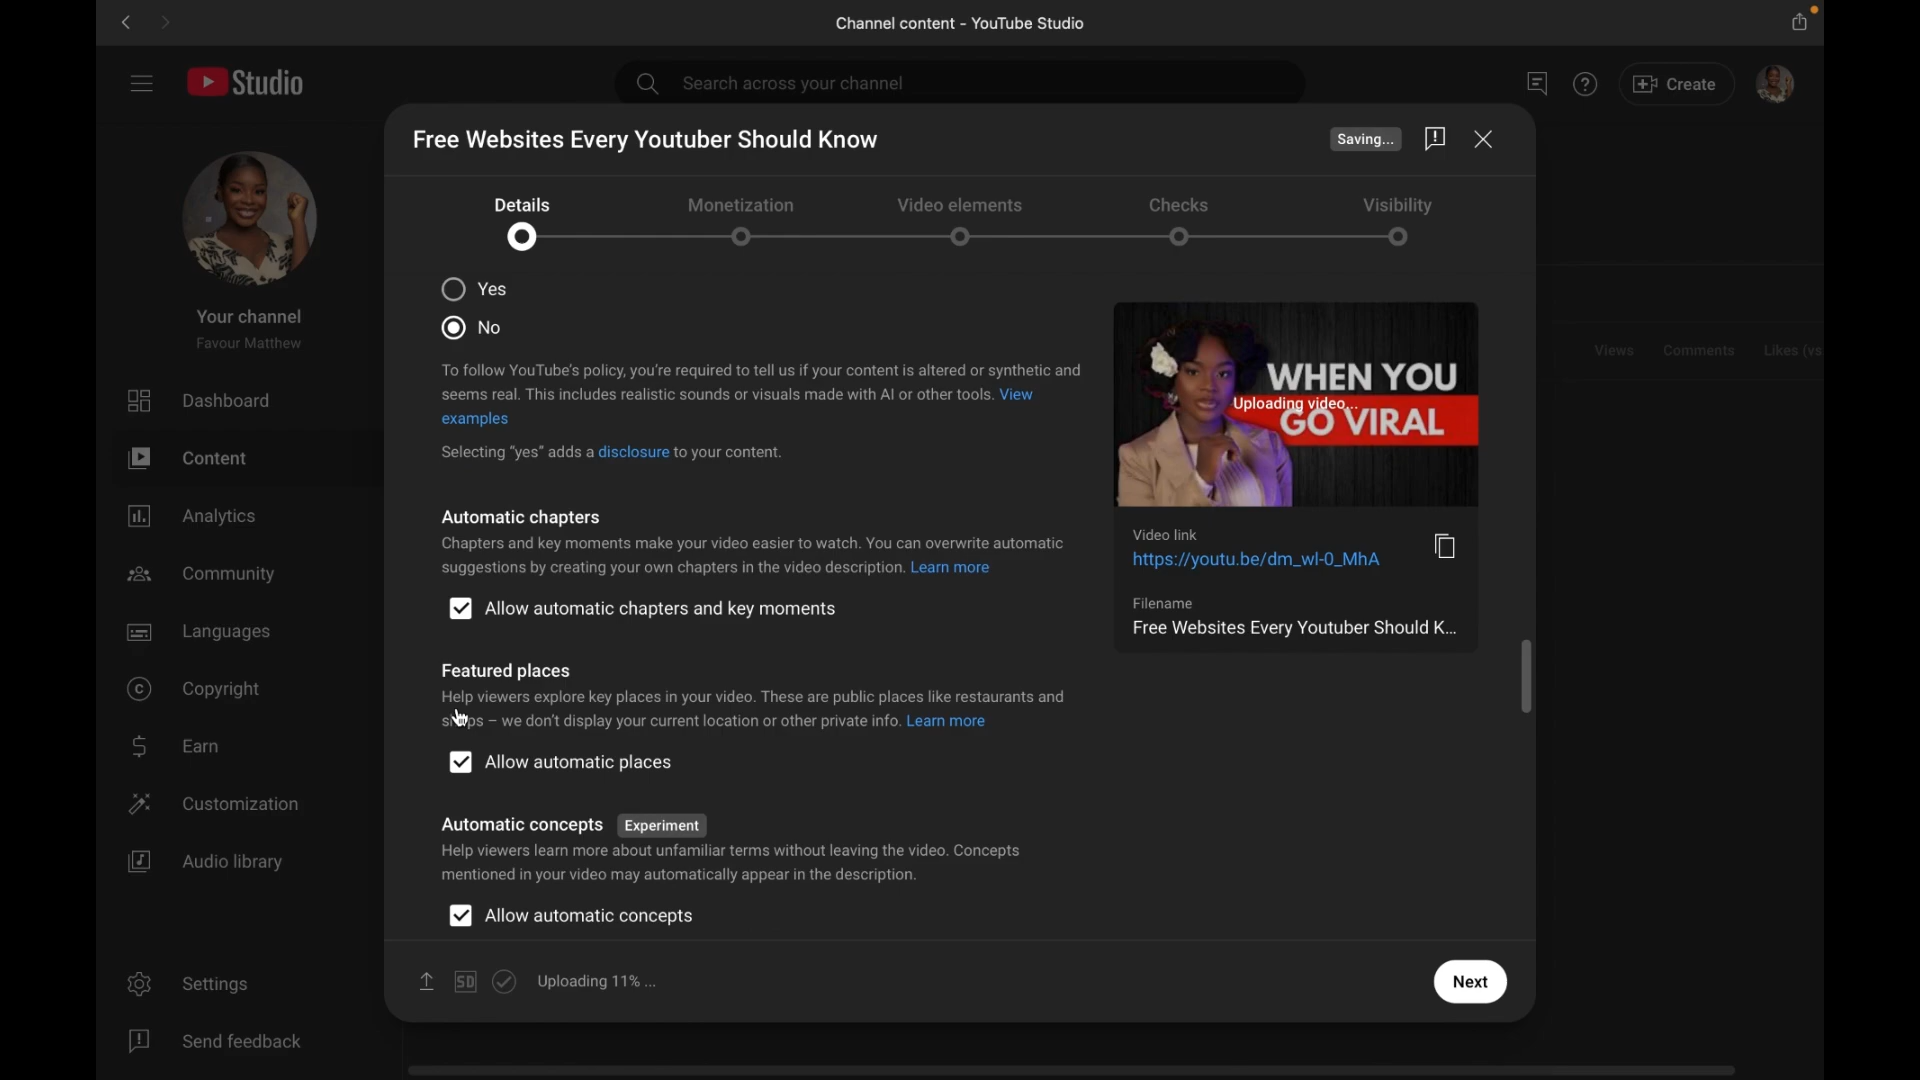 Channel content - YouTube Studio
Studio
Search across your channel
Create
Free Websites Every Youtuber Should Know
Saving...
Details
Monetization
Video elements
Checks
Visibility
Your channel
Favour Matthew
Dashboard
Content
Analytics
Community
Languages
Copyright
Earn
Customization
Audio library
Settings
Send feedback
Yes
No
To follow YouTube's policy, you're required to tell us if your content is altered or synthetic and
seems real. This includes realistic sounds or visuals made with AI or other tools. View
examples
Selecting "yes" adds a disclosure to your content.
Automatic chapters
Chapters and key moments make your video easier to watch. You can overwrite automatic
suggestions by creating your own chapters in the video description. Learn more
Allow automatic chapters and key moments
Featured places
Help viewers explore key places in your video. These are public places like restaurants and
shops – we don't display your current location or other private info. Learn more
Allow automatic places
Automatic concepts Experiment
Help viewers learn more about unfamiliar terms without leaving the video. Concepts
mentioned in your video may automatically appear in the description.
Allow automatic concepts
WHEN YOU
Uploading video...
GO VIRAL
Video link
https://youtu.be/dm_wl-0_MhA
Filename
Free Websites Every Youtuber Should K...
Views
Comments
Likes (vs
SD
Uploading 11% ...
Next